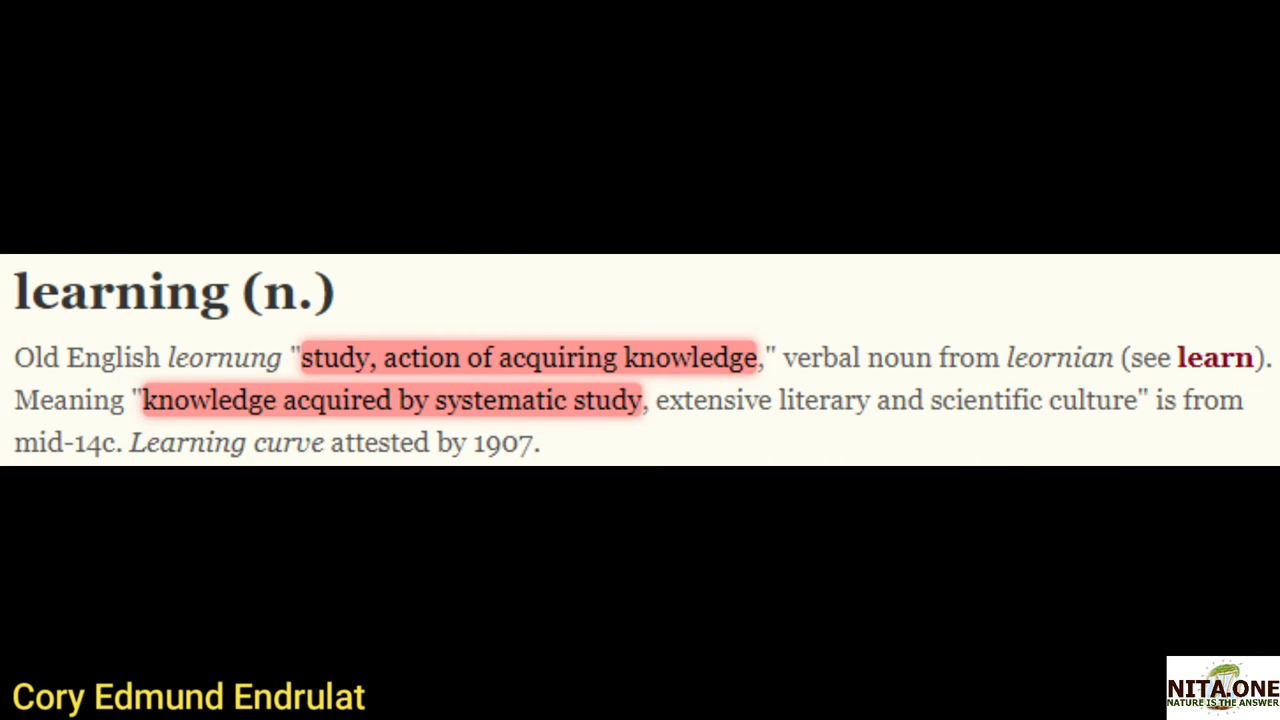 learning (n.)
Old English leornung "study, action of acquiring knowledge," verbal noun from leornian (see learn).
Meaning "knowledge acquired by systematic study, extensive literary and scientific culture" is from
mid-14c. Learning curve attested by 1907.
Cory Edmund Endrulat
NITA.ONE
NATURE IS THE ANSWER